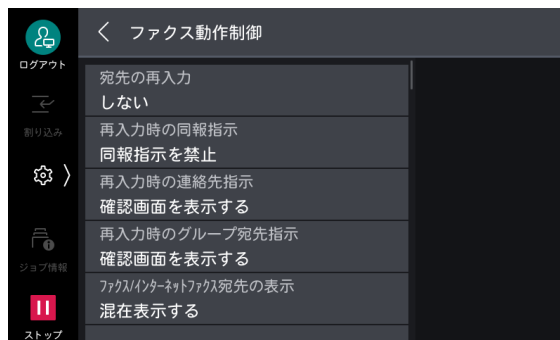 ログアウト
割り込み
ジョブ情報
ストップ
ファクス動作制御
宛先の再入力
しない
再入力時の同報指示
同報指示を禁止
再入力時の連絡先指示
確認画面を表示する
再入力時のグループ宛先指示
確認画面を表示する
ﾌｧｸｽ/ｲﾝﾀｰﾈｯﾄﾌｧｸｽ宛先の表示
混在表示する